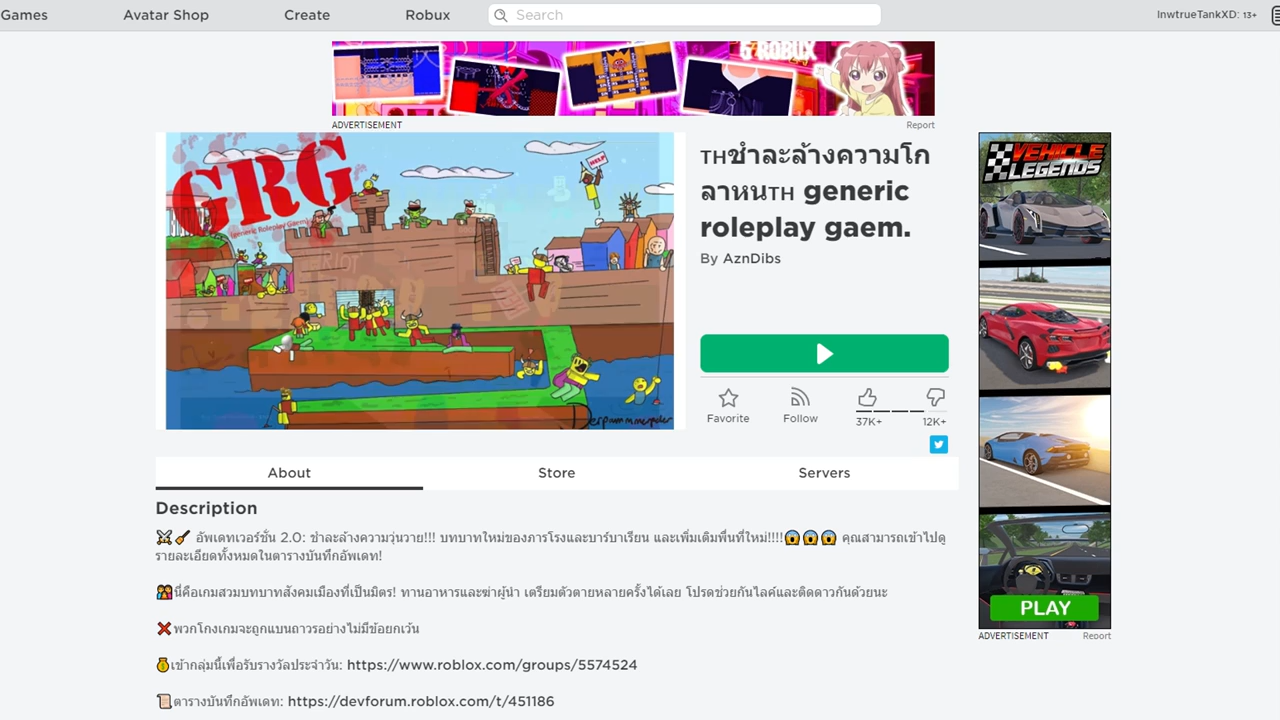 Games
Avatar Shop
Create
Robux
Search
InwtrueTankXD: 13+
ROBUX
ADVERTISEMENT
Report
GRG
HELP
THชำระล้างความโก
ลาหนTH generic
roleplay gaem.
By AznDibs
VEHICLE
LEGENDS
Favorite
Follow
37K+
12K+
About
Store
Servers
Description
⚔️🪕 อัพเดทเวอร์ชั่น 2.0: ชำระล้างความวุ่นวาย!!! บทบาทใหม่ของภารโรงและบาร์บาเรียน และเพิ่มเติมพื้นที่ใหม่!!!!😱😱😱 คุณสามารถเข้าไปดู
รายละเอียดทั้งหมดในตารางบันทึกอัพเดท!
👫นี่คือเกมสวมบทบาทสังคมเมืองที่เป็นมิตร! ทานอาหารและฆ่าผู้นำ เตรียมตัวตายหลายครั้งได้เลย โปรดช่วยกันไลค์และติดดาวกันด้วยนะ
❌พวกโกงเกมจะถูกแบนถาวรอย่างไม่มีข้อยกเว้น
💰เข้ากลุ่มนี้เพื่อรับรางวัลประจำวัน: https://www.roblox.com/groups/5574524
📜ตารางบันทึกอัพเดท: https://devforum.roblox.com/t/451186
PLAY
ADVERTISEMENT
Report